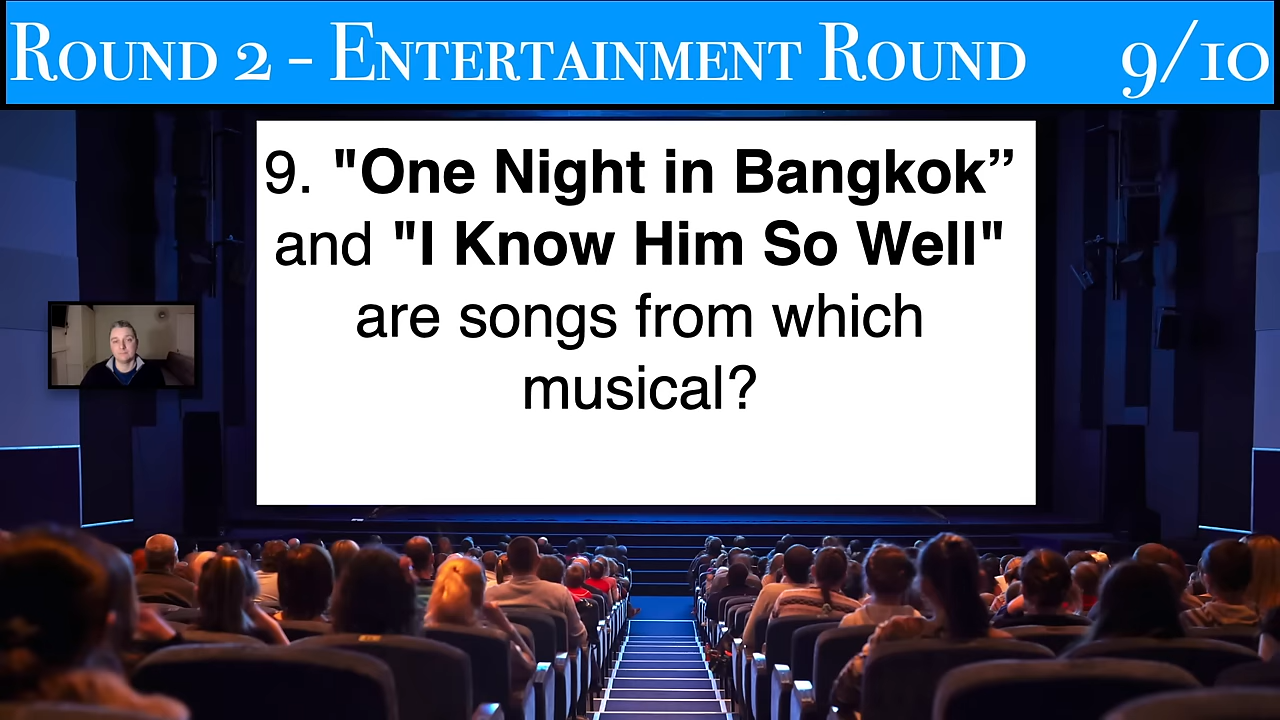 Round 2 - Entertainment Round 9/10
9. "One Night in Bangkok”
and "I Know Him So Well"
are songs from which
musical?